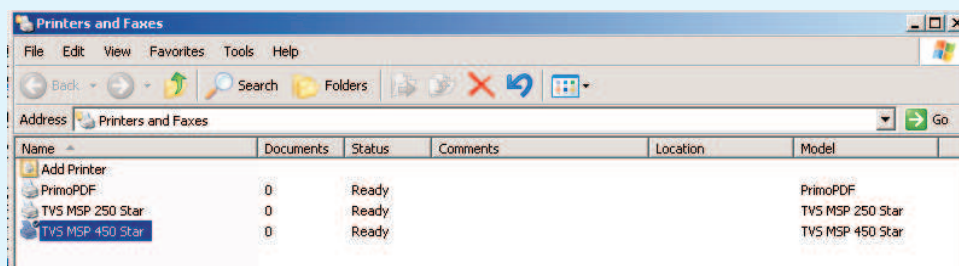 Printers and Faxes
File Edit View Favorites Tools Help
Back Search Folders
Address Printers and Faxes Go
Name Documents Status Comments Location Model
Add Printer
PrimoPDF 0 Ready PrimoPDF
TVS MSP 250 Star 0 Ready TVS MSP 250 Star
TVS MSP 450 Star 0 Ready TVS MSP 450 Star